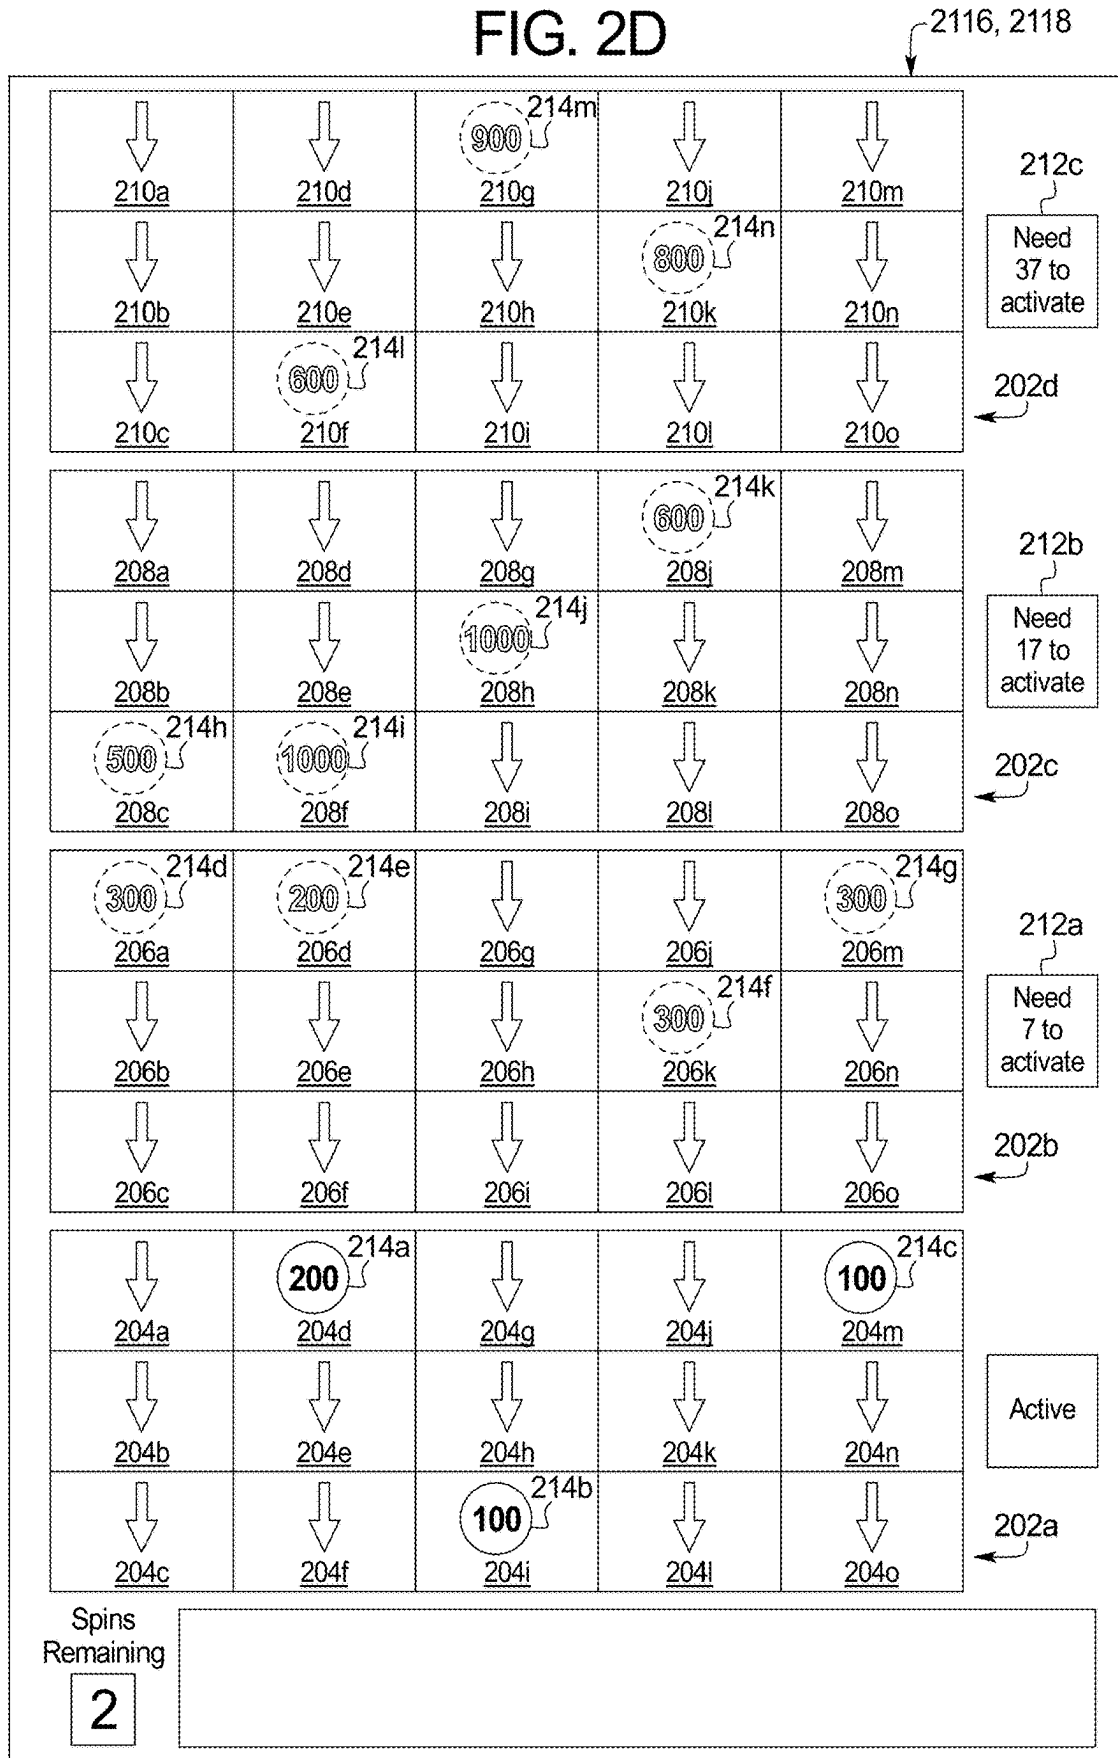 FIG. 2D
2116, 2118
214m
900
210a 210d 210g 210j 210m
212c
Need
37 to
activate
214n
800
210b 210e 210h 210k 210n
214l
600
210c 210f 210i 210l 210o
202d
214k
600
208a 208d 208g 208j 208m
212b
Need
17 to
activate
214j
1000
208b 208e 208h 208k 208n
214h 214i
500 1000
208c 208f 208i 208l 208o
202c
214d 214e 214g
300 200 300
206a 206d 206g 206j 206m
212a
Need
7 to
activate
214f
300
206b 206e 206h 206k 206n
206c 206f 206i 206l 206o
202b
214a 214c
200 100
204a 204d 204g 204j 204m
Active
204b 204e 204h 204k 204n
214b
100
204c 204f 204i 204l 204o
202a
Spins
Remaining
2